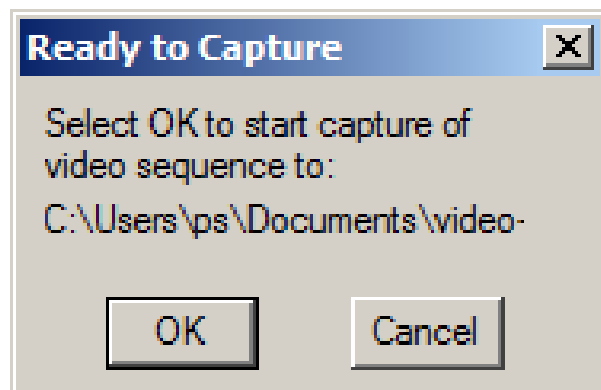 Ready to Capture
Select OK to start capture of
video sequence to:
C:\Users\ps\Documents\video-
OK
Cancel